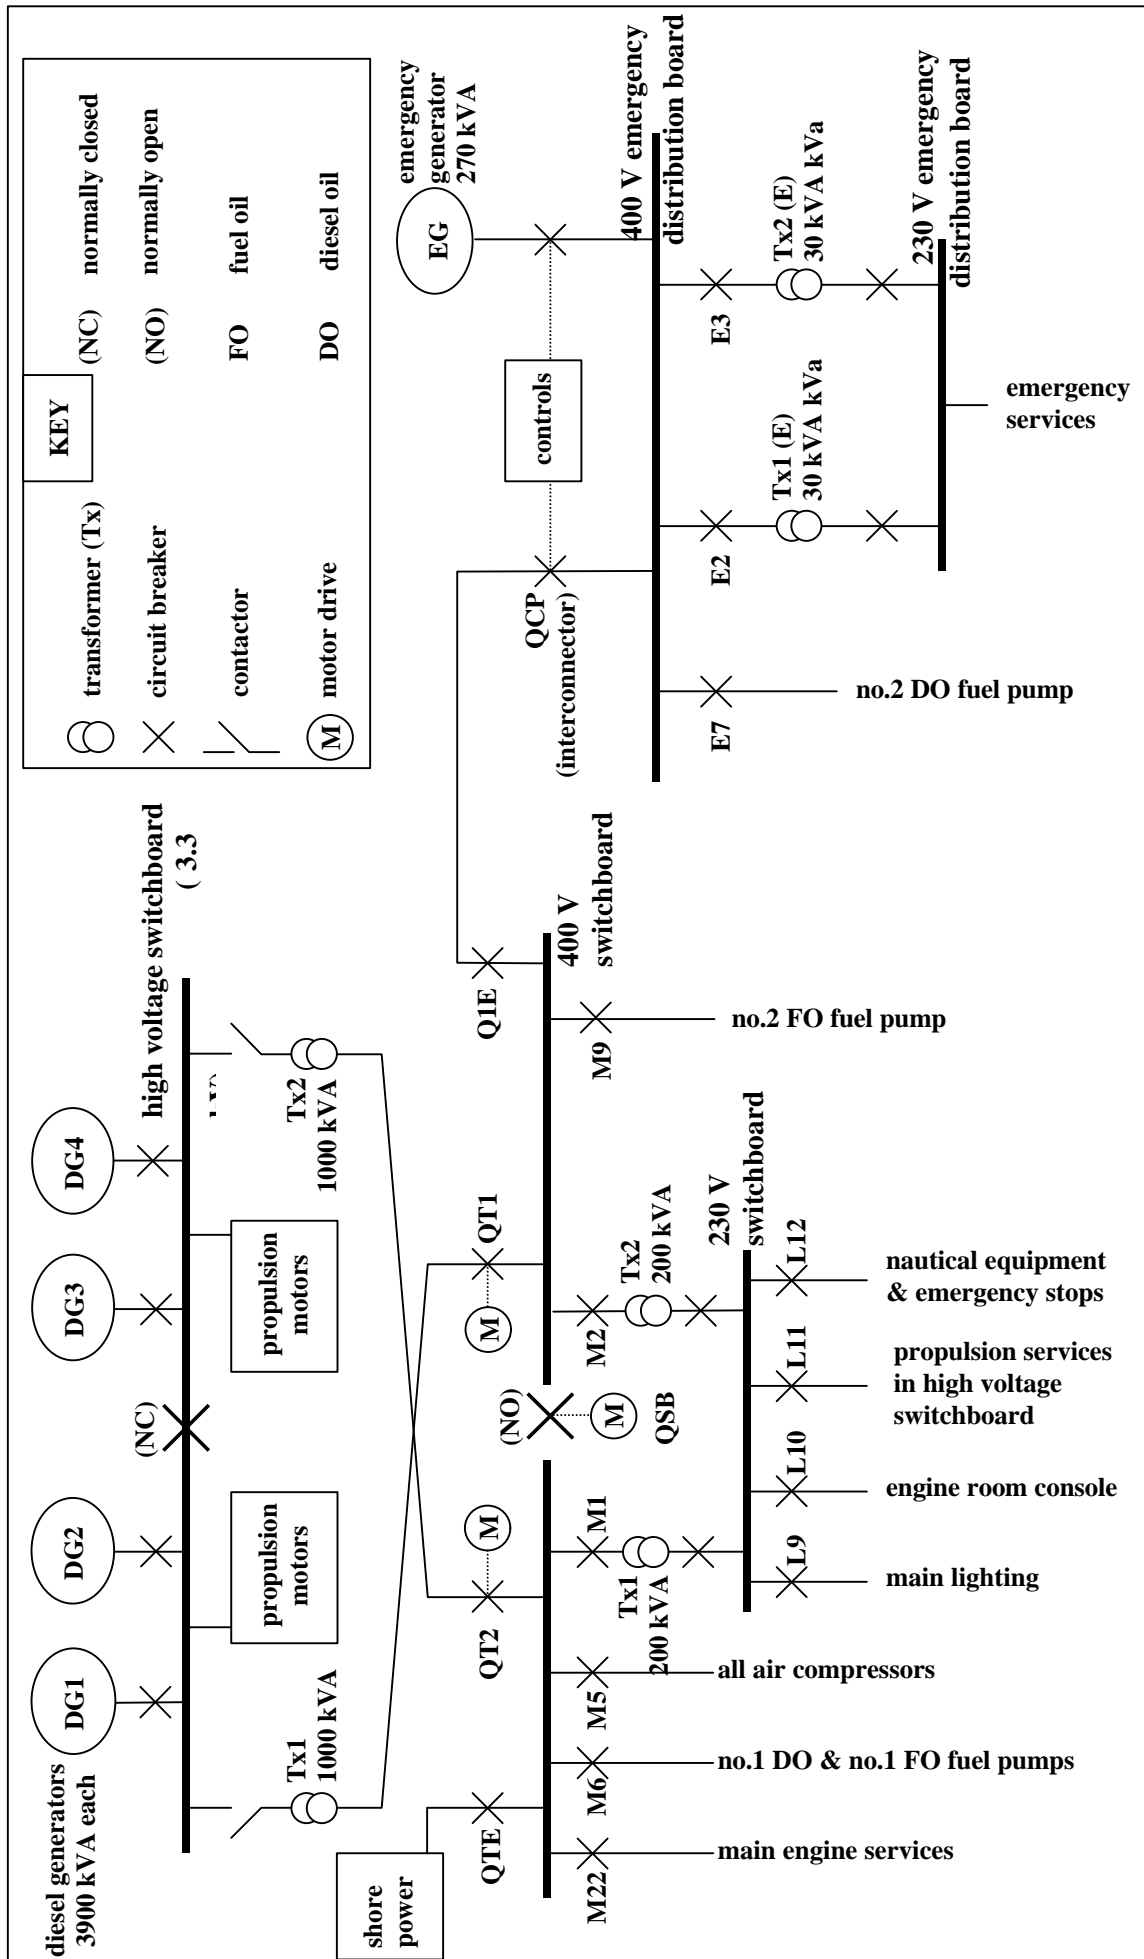 KEY
transformer (Tx)
circuit breaker
contactor
M
motor drive
(NC)
normally closed
(NO)
normally open
FO
fuel oil
DO
diesel oil
diesel generators
3900 kVA each
DG1
DG2
DG3
DG4
(NC)
high voltage switchboard
( 3.3
propulsion
motors
propulsion
motors
Tx1
1000 kVA
Tx2
1000 kVA
shore
power
QTE
QT2
M
QT1
M
Q1E
(NO)
M
QSB
400 V
switchboard
M22
main engine services
M6
no.1 DO & no.1 FO fuel pumps
M5
all air compressors
M1
Tx1
200 kVA
M2
Tx2
200 kVA
M9
no.2 FO fuel pump
230 V
switchboard
L9
main lighting
L10
engine room console
L11
propulsion services
in high voltage
switchboard
L12
nautical equipment
& emergency stops
emergency
generator
270 kVA
EG
controls
QCP
(interconnector)
400 V emergency
distribution board
E7
no.2 DO fuel pump
E2
Tx1 (E)
30 kVA kVa
E3
Tx2 (E)
30 kVA kVa
230 V emergency
distribution board
emergency
services